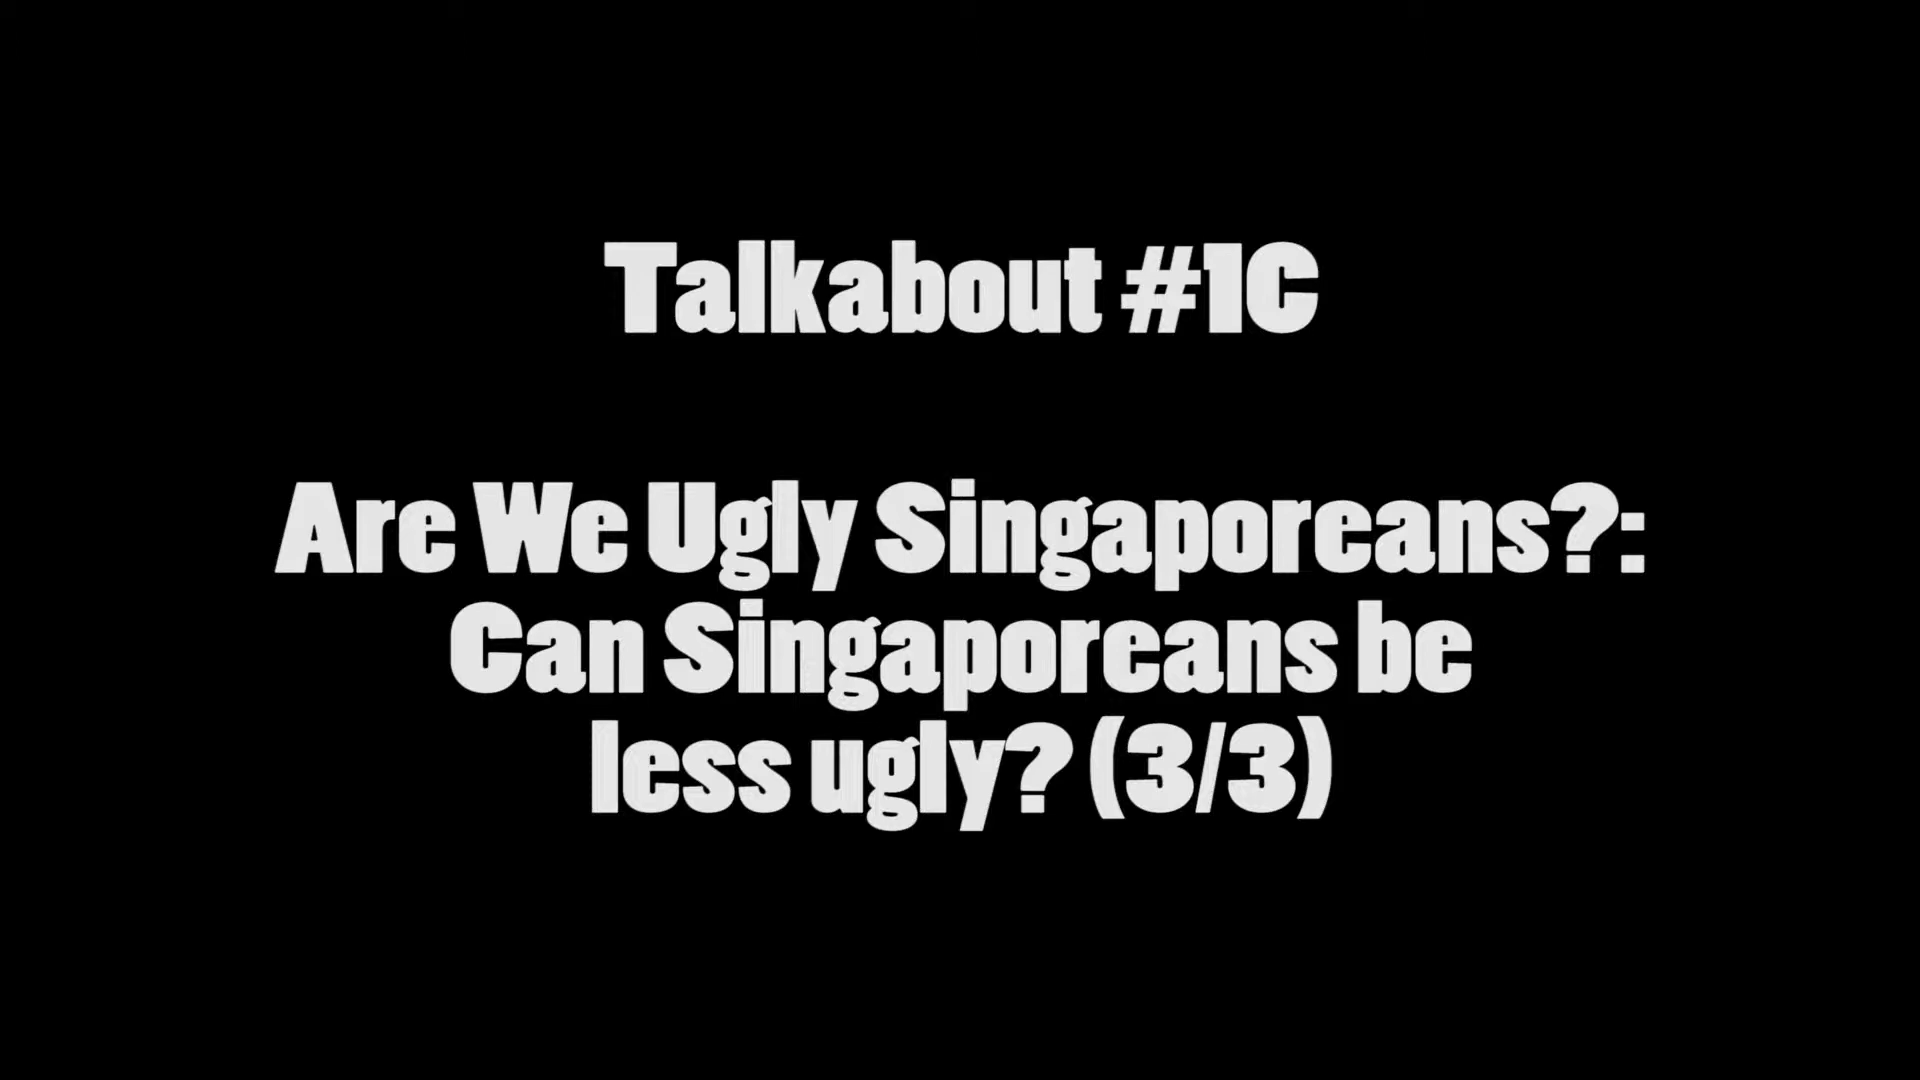 Talkabout #1C
Are We Ugly Singaporeans?:
Can Singaporeans be
less ugly? (3/3)